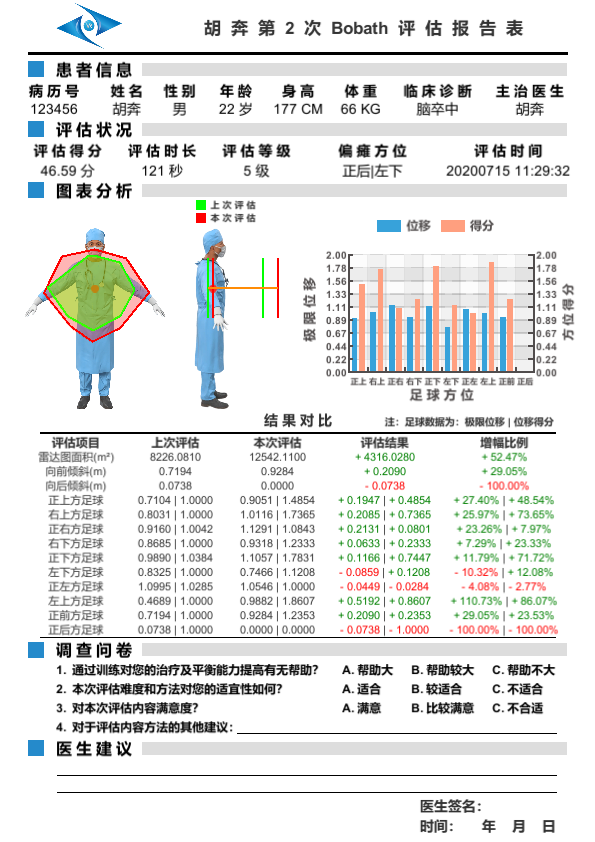 胡奔第2次Bobath评估报告表
患者信息
病历号 姓名 性别 年龄 身高 体重 临床诊断 主治医生
123456 胡奔 男 22 岁 177 CM 66 KG 脑卒中 胡奔
评估状况
评估得分 评估时长 评估等级 偏瘫方位 评估时间
46.59 分 121 秒 5 级 正后|左下 20200715 11:29:32
图表分析
上次评估
本次评估
位移 得分
极限位移
2.00 2.00
1.78 1.78
1.56 1.56
1.33 1.33
1.11 1.11
0.89 0.89
0.67 0.67
0.44 0.44
0.22 0.22
0.00 0.00
方位得分
正上 右上 正右 右下 正下 左下 正左 左上 正前 正后
足球方位
结果对比 注: 足球数据为: 极限位移 | 位移得分
评估项目 上次评估 本次评估 评估结果 增幅比例
雷达图面积(m²) 8226.0810 12542.1100 + 4316.0280 + 52.47%
向前倾斜(m) 0.7194 0.9284 + 0.2090 + 29.05%
向后倾斜(m) 0.0738 0.0000 - 0.0738 - 100.00%
正上方足球 0.7104 | 1.0000 0.9051 | 1.4854 + 0.1947 | + 0.4854 + 27.40% | + 48.54%
右上方足球 0.8031 | 1.0000 1.0116 | 1.7365 + 0.2085 | + 0.7365 + 25.97% | + 73.65%
正右方足球 0.9160 | 1.0042 1.1291 | 1.0843 + 0.2131 | + 0.0801 + 23.26% | + 7.97%
右下方足球 0.8685 | 1.0000 0.9318 | 1.2333 + 0.0633 | + 0.2333 + 7.29% | + 23.33%
正下方足球 0.9890 | 1.0384 1.1057 | 1.7831 + 0.1166 | + 0.7447 + 11.79% | + 71.72%
左下方足球 0.8325 | 1.0000 0.7466 | 1.1208 - 0.0859 | + 0.1208 - 10.32% | + 12.08%
正左方足球 1.0995 | 1.0285 1.0546 | 1.0000 - 0.0449 | - 0.0284 - 4.08% | - 2.77%
左上方足球 0.4689 | 1.0000 0.9882 | 1.8607 + 0.5192 | + 0.8607 + 110.73% | + 86.07%
正前方足球 0.7194 | 1.0000 0.9284 | 1.2353 + 0.2090 | + 0.2353 + 29.05% | + 23.53%
正后方足球 0.0738 | 1.0000 0.0000 | 0.0000 - 0.0738 | - 1.0000 - 100.00% | - 100.00%
调查问卷
1. 通过训练对您的治疗及平衡能力提高有无帮助? A. 帮助大 B. 帮助较大 C. 帮助不大
2. 本次评估难度和方法对您的适宜性如何? A. 适合 B. 较适合 C. 不适合
3. 对本次评估内容满意度? A. 满意 B. 比较满意 C. 不合适
4. 对于评估内容方法的其他建议:
医生建议
医生签名:
时间: 年 月 日